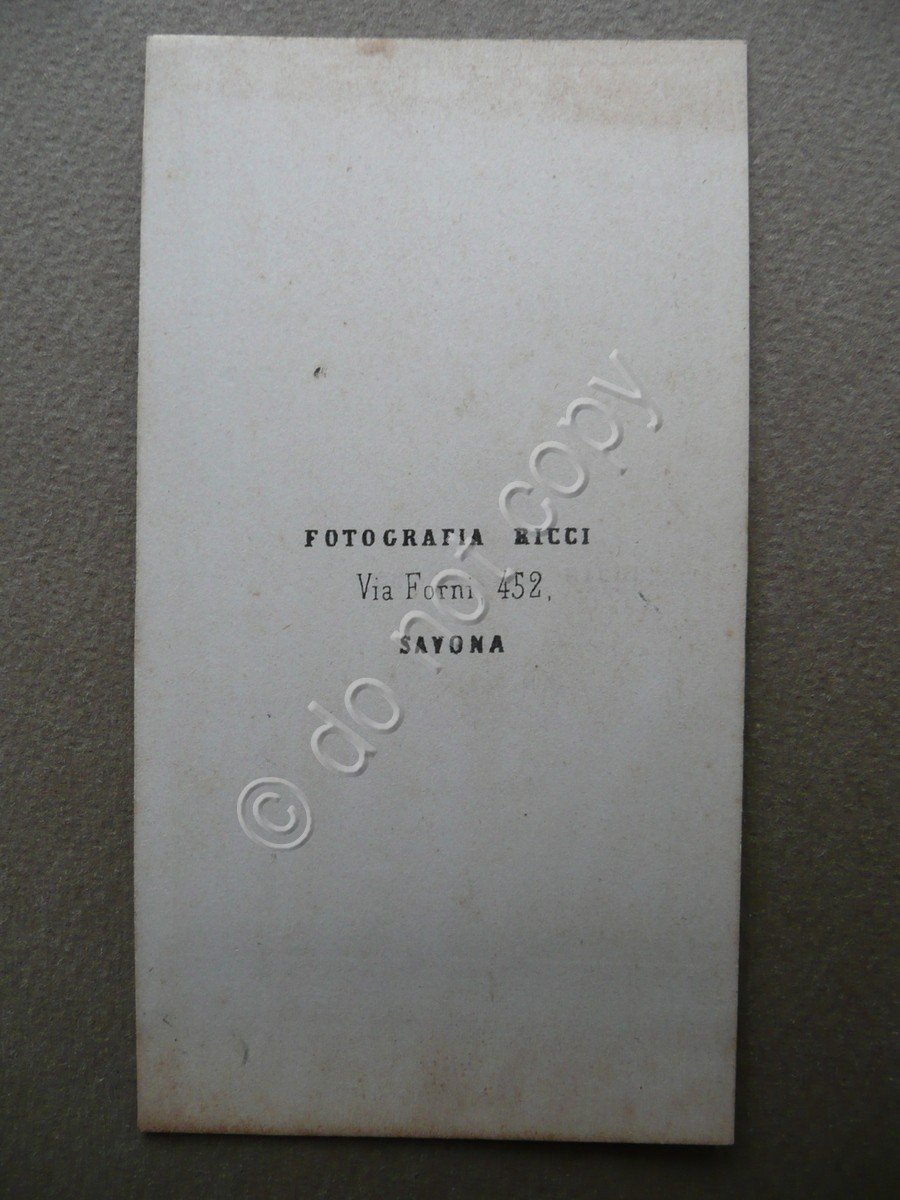 FOTOGRAFIA RICCI
Via Forni 452,
SAVONA
© do not copy